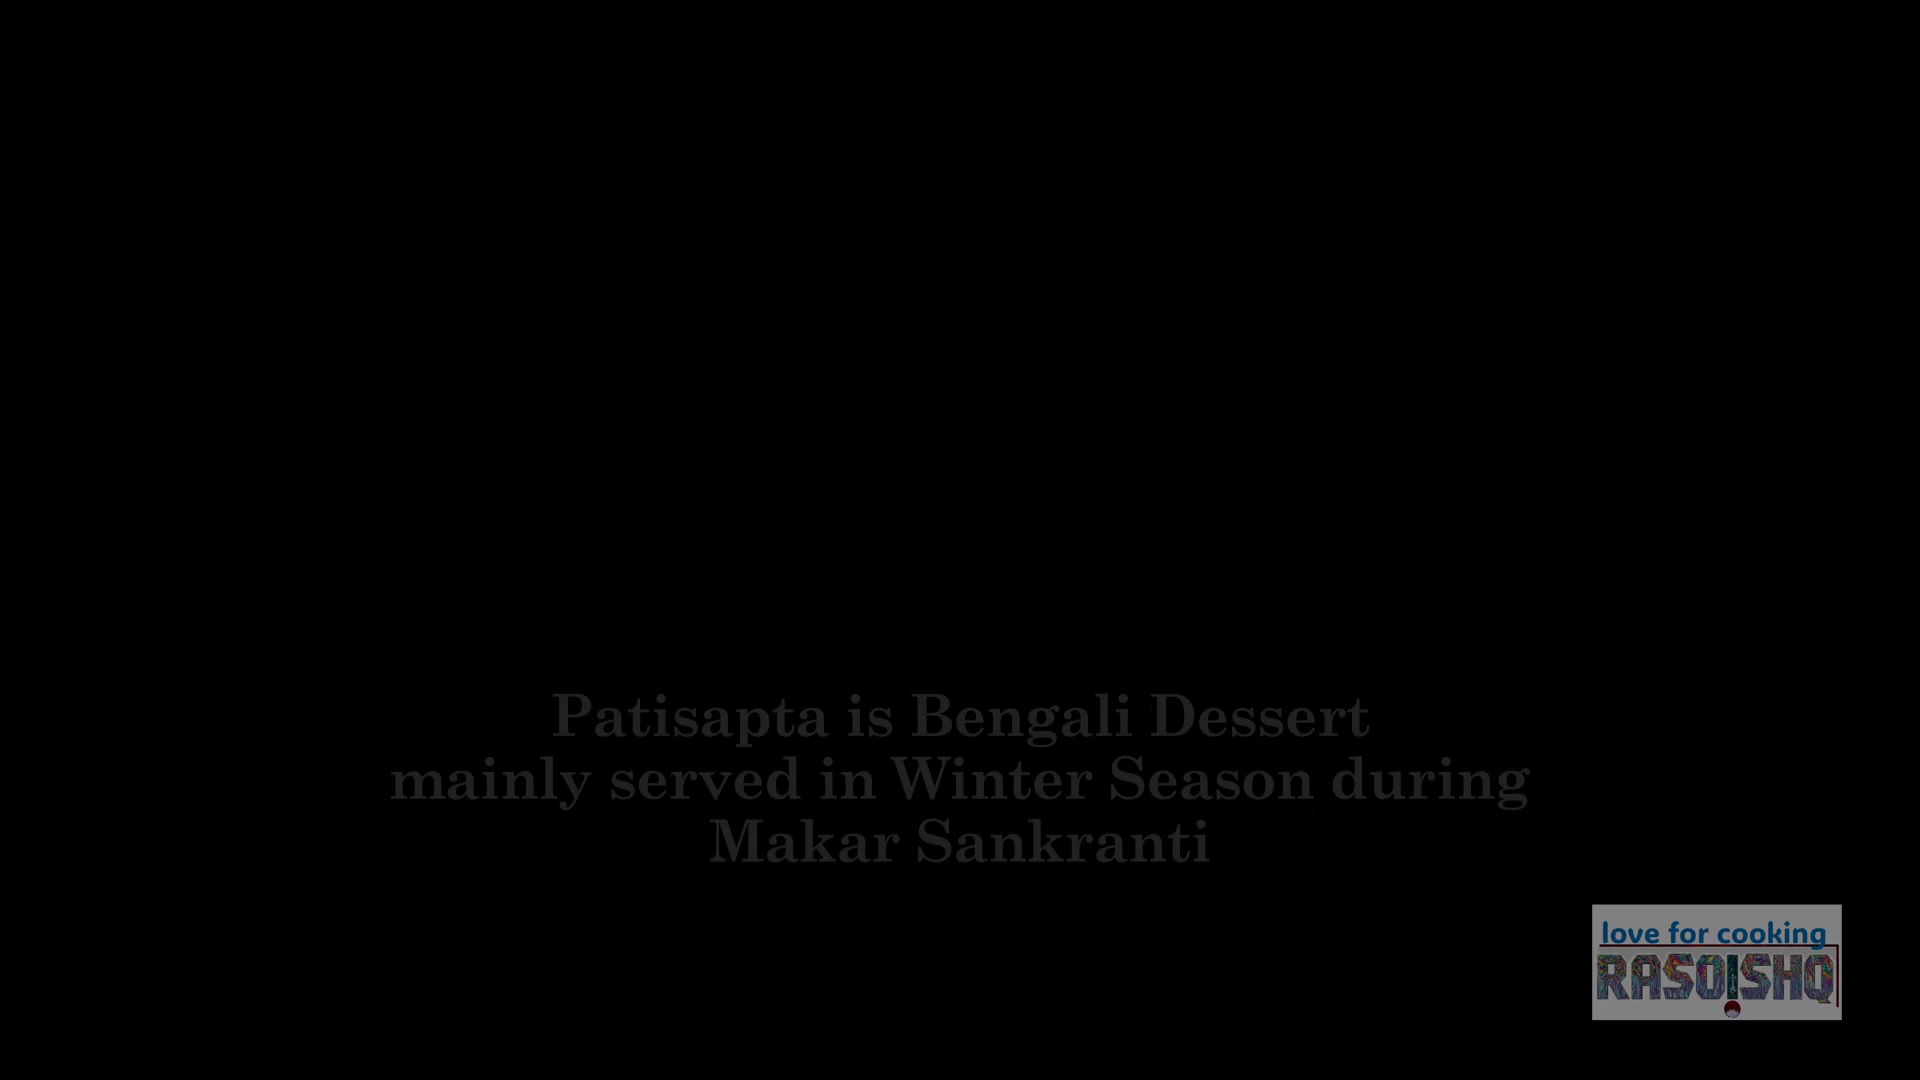 Patisapta is Bengali Dessert
mainly served in Winter Season during
Makar Sankranti
love for cooking
RASOISHQ